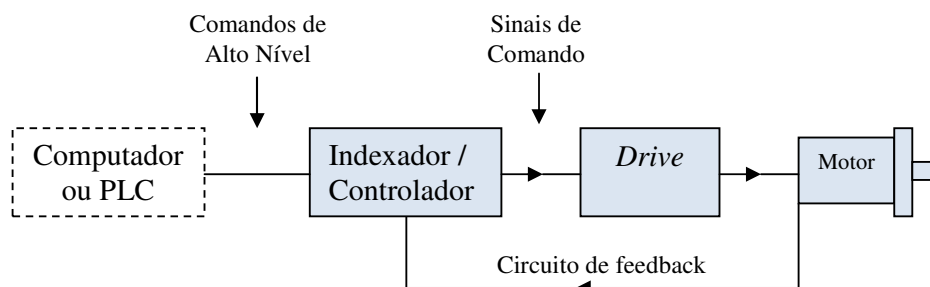 Comandos de
Alto Nível
Sinais de
Comando
Computador
ou PLC
Indexador /
Controlador
Drive
Motor
Circuito de feedback